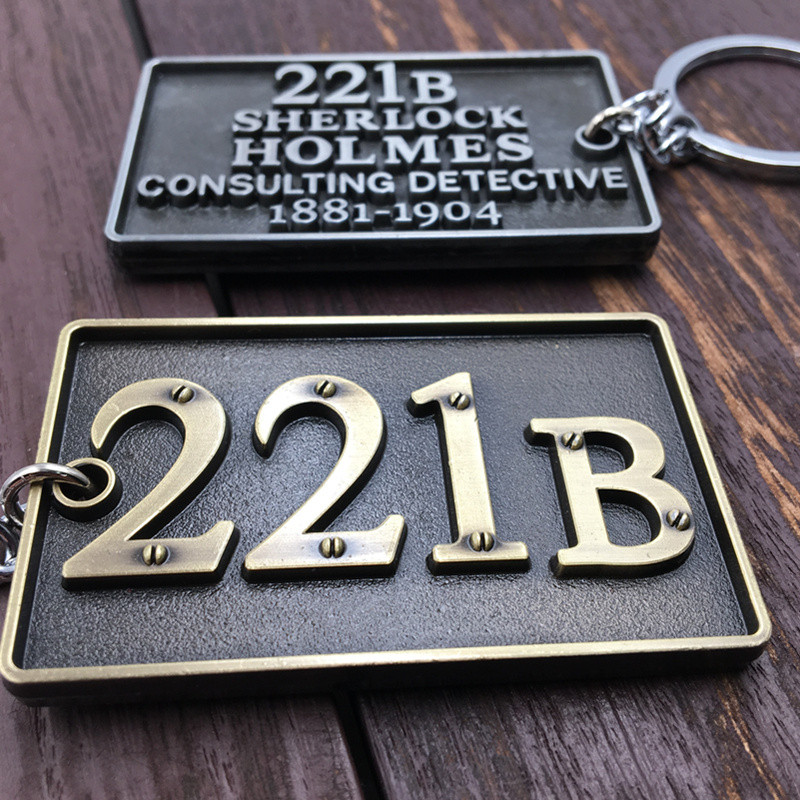 221B
SHERLOCK
HOLMES
CONSULTING DETECTIVE
1881-1904
221B